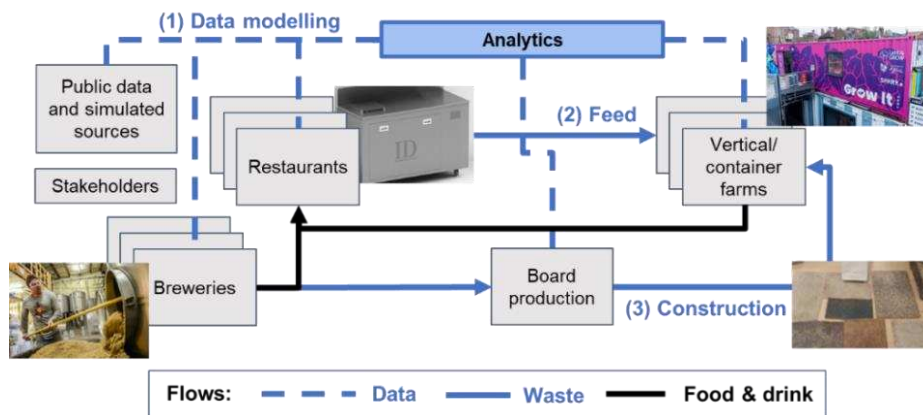 (1) Data modelling
Analytics
Public data
and simulated
sources
Stakeholders
Restaurants
ID
(2) Feed
Grow It
Vertical/
container
farms
Breweries
Board
production
(3) Construction
Flows:
Data
Waste
Food & drink